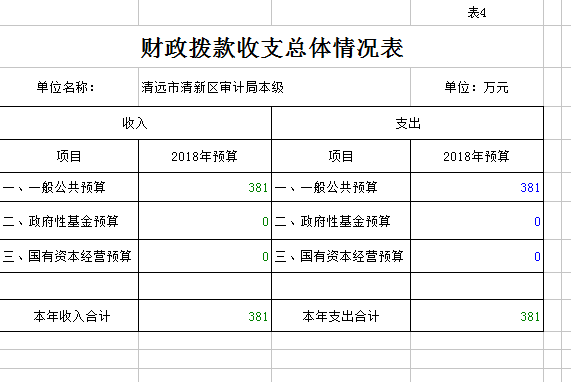 表4
财政拨款收支总体情况表
单位名称： 清远市清新区审计局本级 单位：万元
收入 支出
项目 2018年预算 项目 2018年预算
一、一般公共预算 381 一、一般公共预算 381
二、政府性基金预算 0 二、政府性基金预算 0
三、国有资本经营预算 0 三、国有资本经营预算 0
本年收入合计 381 本年支出合计 381